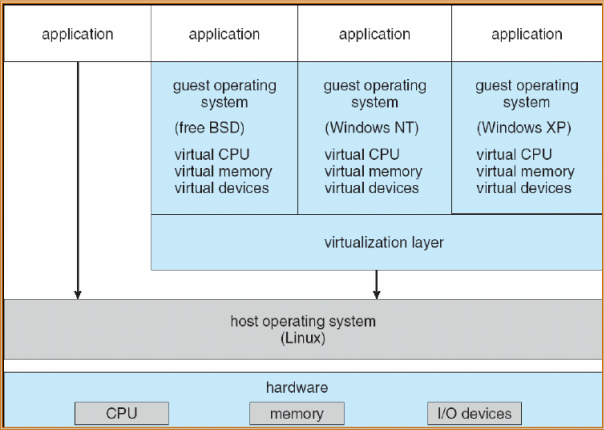 application
application
application
application
guest operating
system
(free BSD)
virtual CPU
virtual memory
virtual devices
guest operating
system
(Windows NT)
virtual CPU
virtual memory
virtual devices
guest operating
system
(Windows XP)
virtual CPU
virtual memory
virtual devices
virtualization layer
host operating system
(Linux)
hardware
CPU
memory
I/O devices